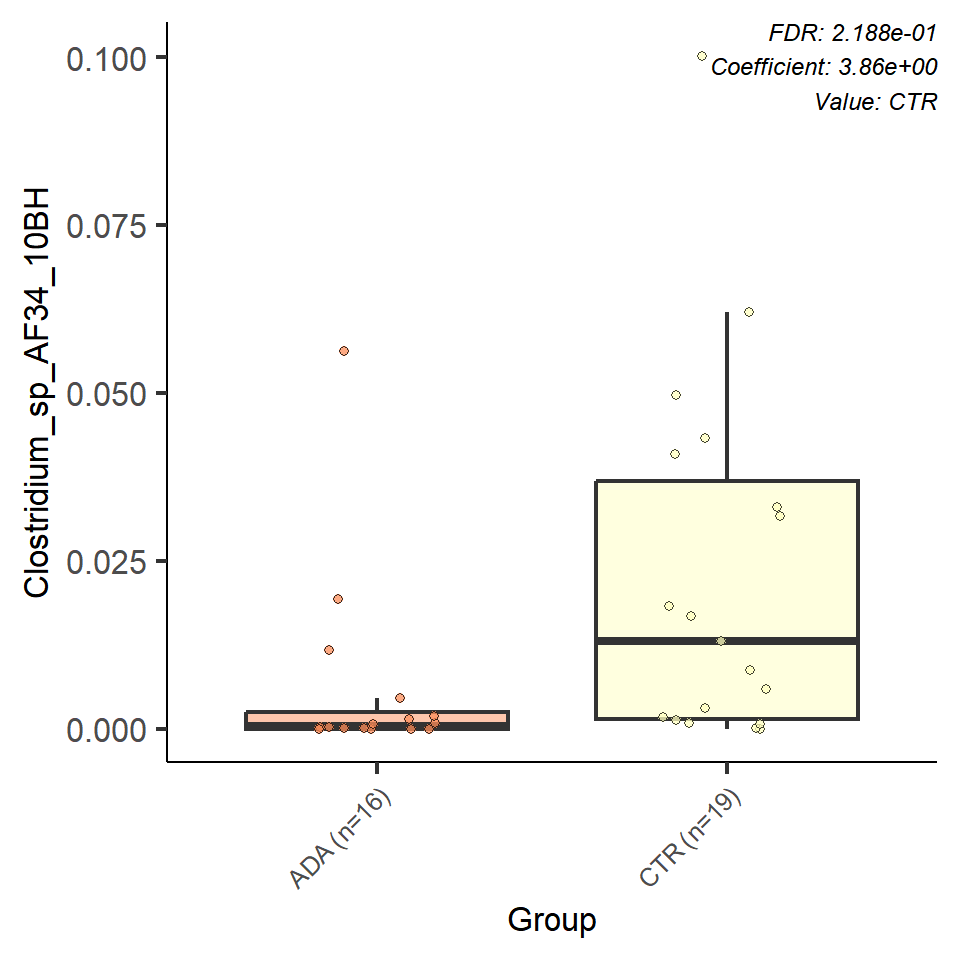 FDR: 2.188e-01
Coefficient: 3.86e+00
Value: CTR
Clostridium_sp_AF34_10BH
0.100
0.075
0.050
0.025
0.000
ADA (n=16)
CTR (n=19)
Group